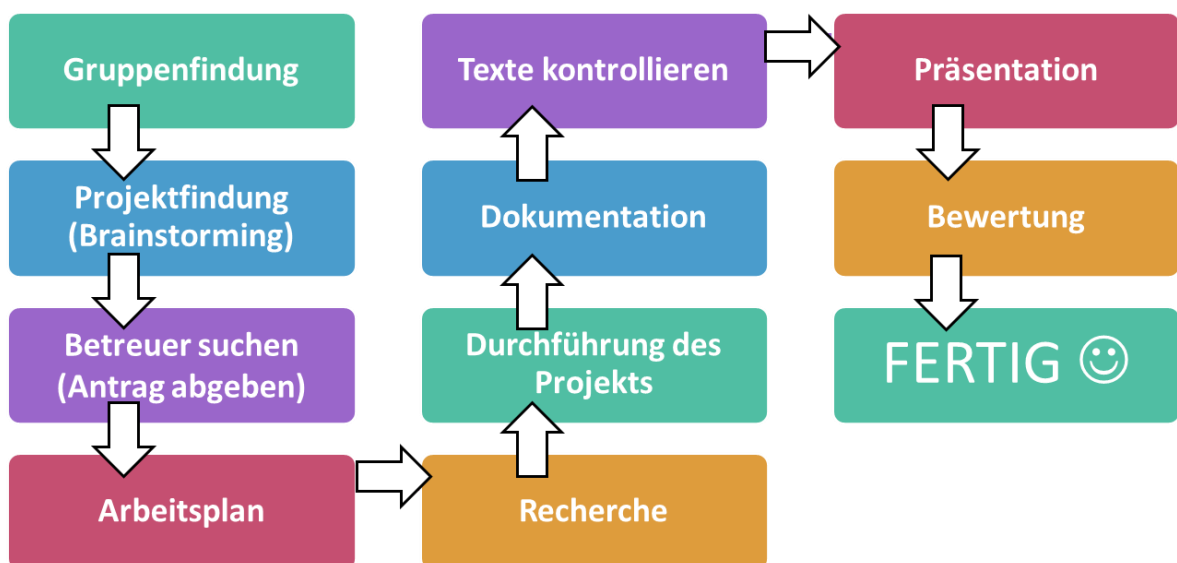 Gruppenfindung
Projektfindung
(Brainstorming)
Betreuer suchen
(Antrag abgeben)
Arbeitsplan
Recherche
Durchführung des
Projekts
Dokumentation
Texte kontrollieren
Präsentation
Bewertung
FERTIG ☺